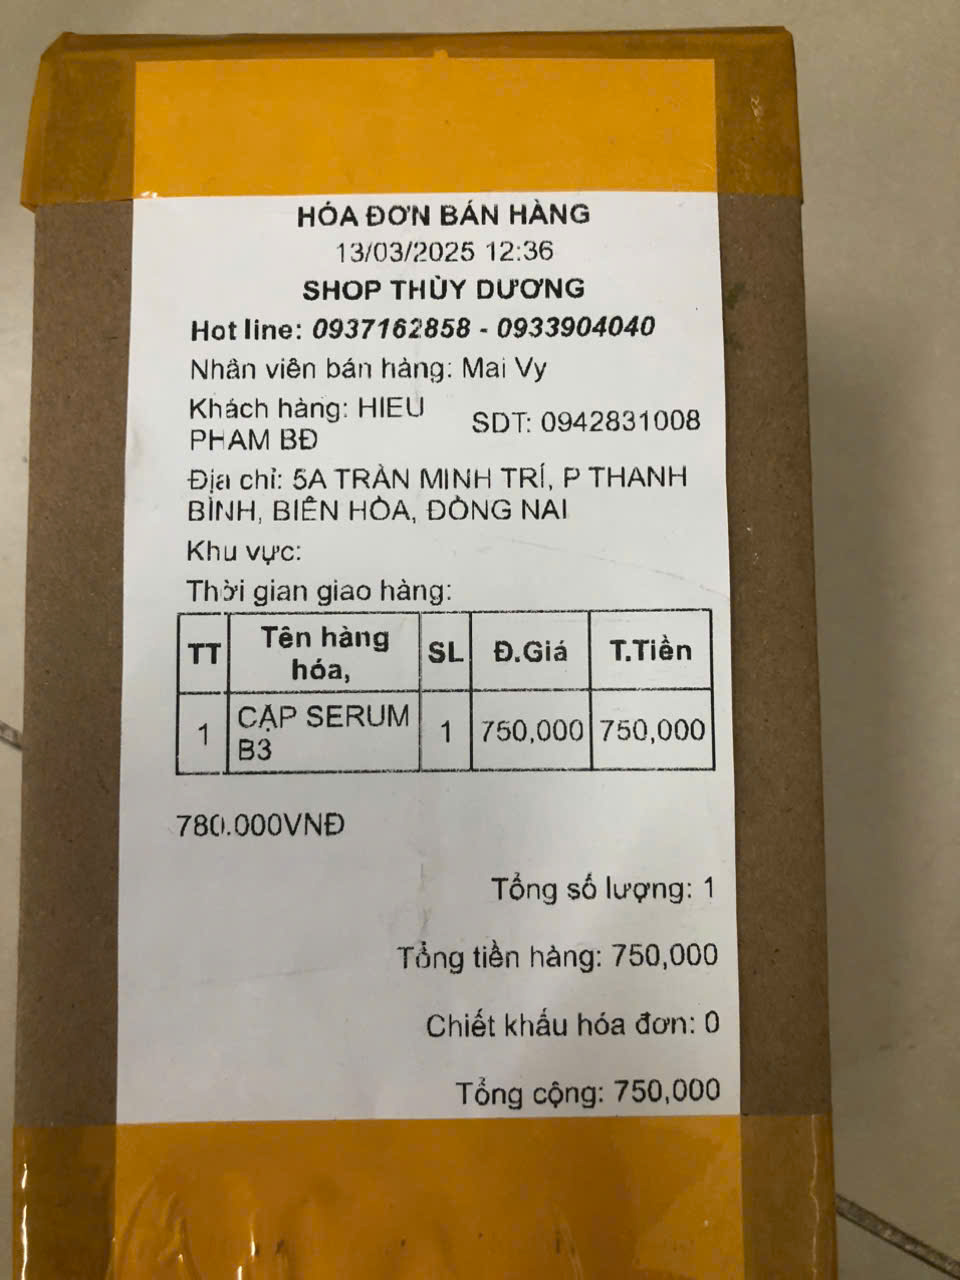 HÓA ĐƠN BÁN HÀNG
13/03/2025 12:36
SHOP THÙY DƯƠNG
Hot line: 0937162858 - 0933904040
Nhân viên bán hàng: Mai Vy
Khách hàng: HIEU PHAM BĐ SDT: 0942831008
Địa chỉ: 5A TRẦN MINH TRÍ, P THANH
BÌNH, BIÊN HÒA, ĐỒNG NAI
Khu vực:
Thời gian giao hàng:
TT Tên hàng hóa, SL Đ.Giá T.Tiền
1 CẶP SERUM B3 1 750,000 750,000
780.000VNĐ
Tổng số lượng: 1
Tổng tiền hàng: 750,000
Chiết khấu hóa đơn: 0
Tổng cộng: 750,000